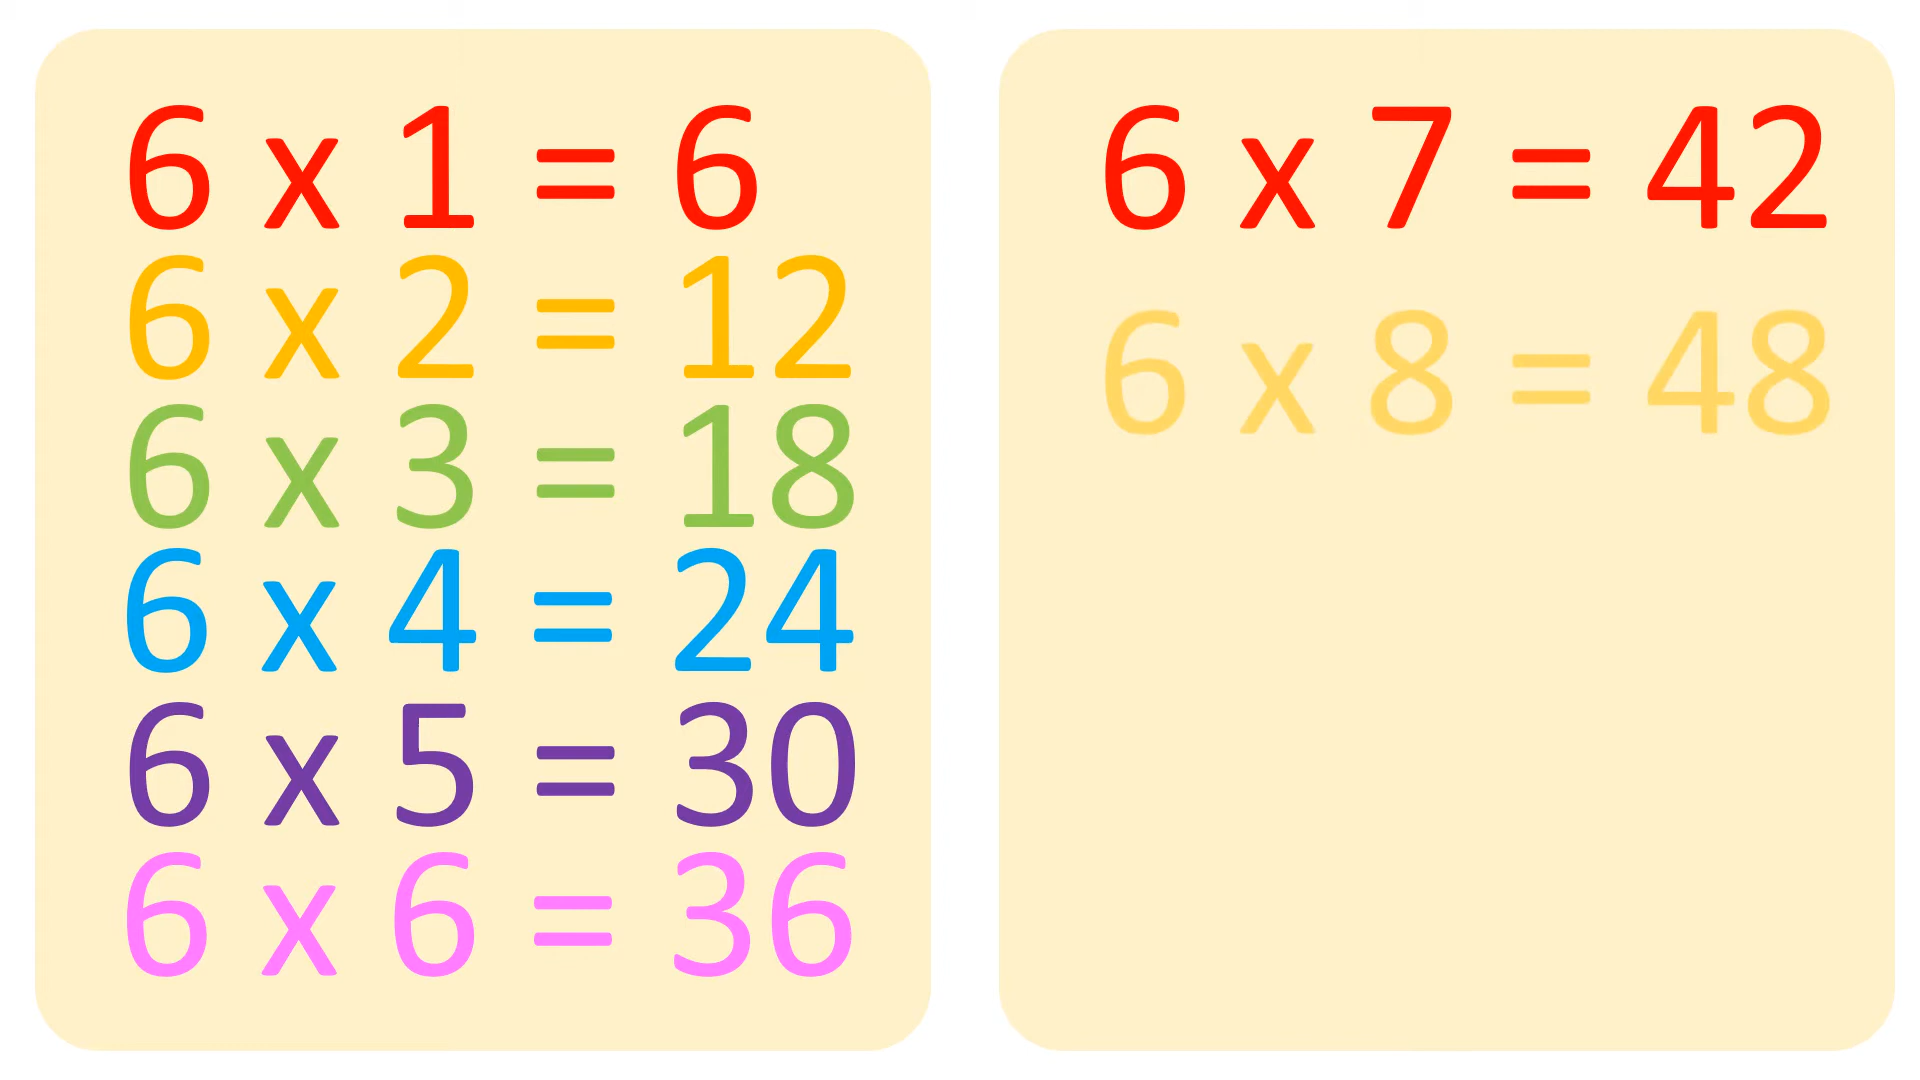 6 x 1 = 6
6 x 2 = 12
6 x 3 = 18
6 x 4 = 24
6 x 5 = 30
6 x 6 = 36
6 x 7 = 42
6 x 8 = 48